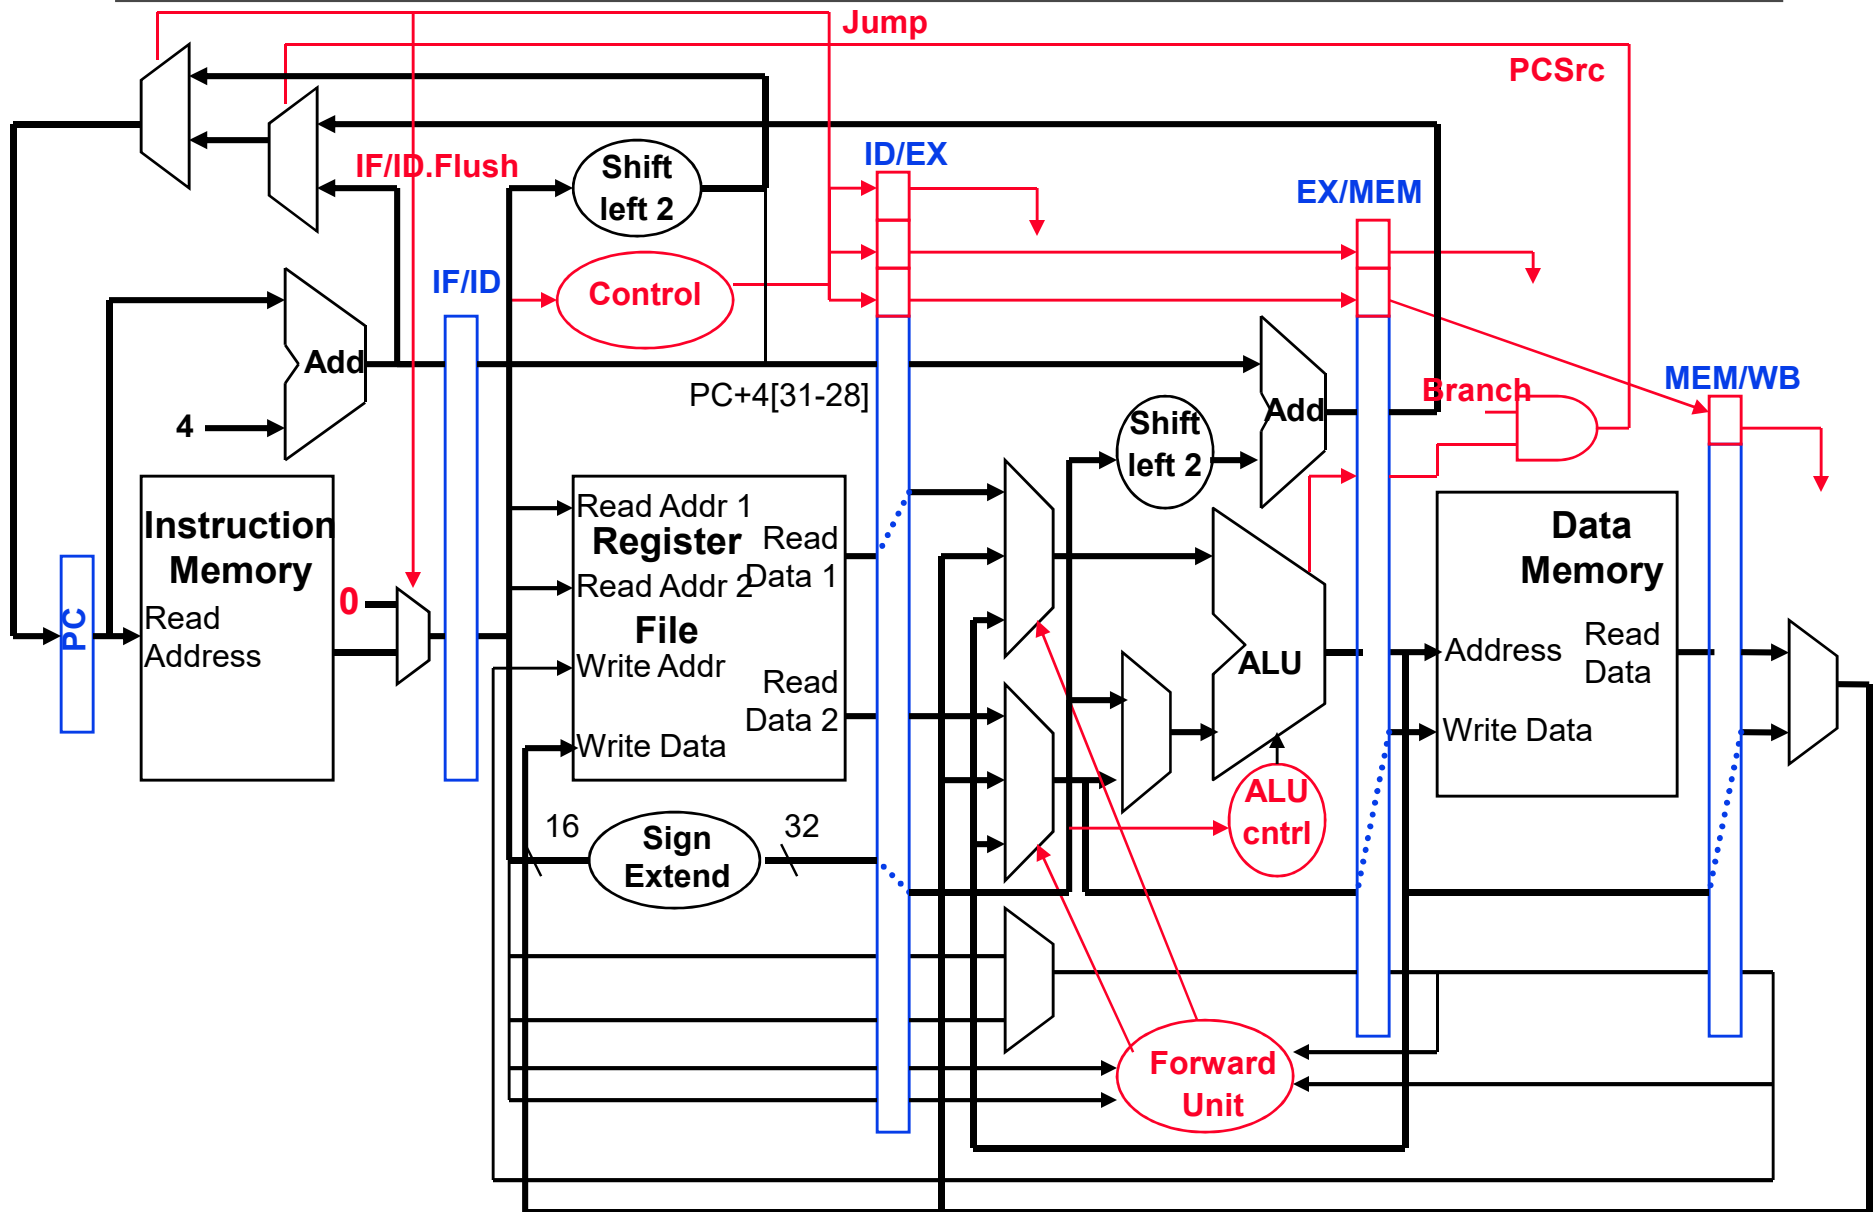 Jump
PCSrc
ID/EX
Shift
left 2
IF/ID.Flush
EX/MEM
IF/ID
Control
Add
PC+4[31-28]
4
Branch
MEM/WB
Shift
left 2
Add
Instruction
Memory
Read
Address
0
PC
Read Addr 1
Register
Read
Data 1
Read Addr 2
File
Write Addr
Read
Data 2
Write Data
ALU
Data
Memory
Address
Read
Data
Write Data
ALU
cntrl
16
Sign
Extend
32
Forward
Unit